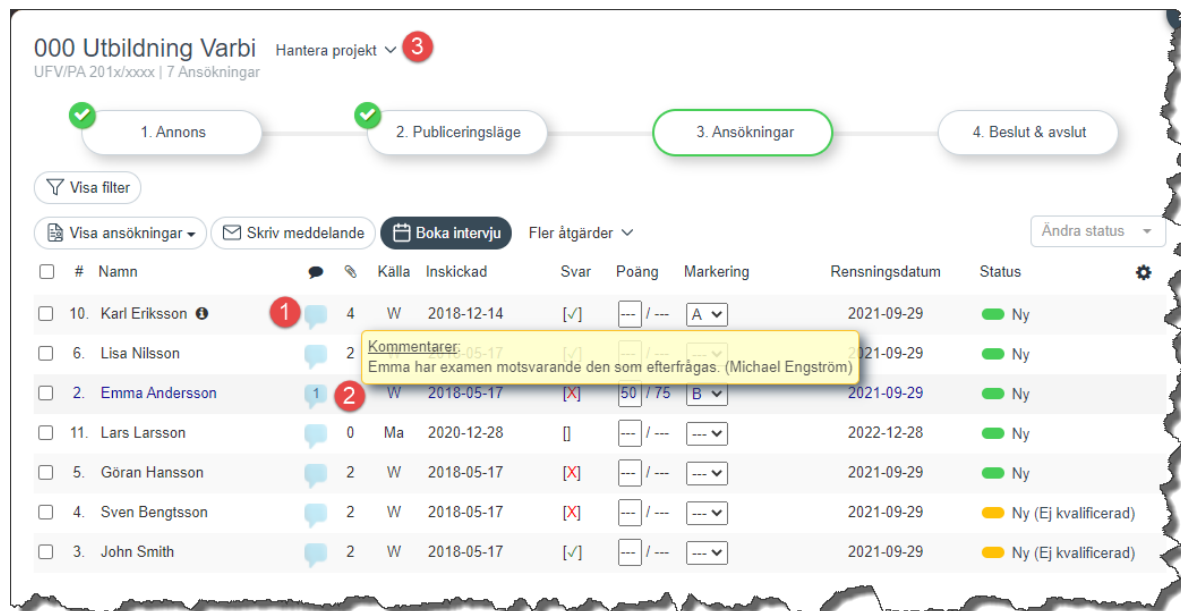 000 Utbildning Varbi Hantera projekt 3
UFV/PA 201x/xxxx | 7 Ansökningar
1. Annons 2. Publiceringsläge 3. Ansökningar 4. Beslut & avslut
Visa filter
Visa ansökningar Skriv meddelande Boka intervju Fler åtgärder Ändra status
# Namn Källa Inskickad Svar Poäng Markering Rensningsdatum Status
10. Karl Eriksson 1 4 W 2018-12-14 [✓] --- / --- A 2021-09-29 Ny
Kommentarer:
6. Lisa Nilsson 2 W 2018-05-17 [✓] --- / --- --- 2021-09-29 Ny
Emma har examen motsvarande den som efterfrågas. (Michael Engström)
2. Emma Andersson 1 2 W 2018-05-17 [X] 50 / 75 B 2021-09-29 Ny
11. Lars Larsson 0 Ma 2020-12-28 [] --- / --- --- 2022-12-28 Ny
5. Göran Hansson 2 W 2018-05-17 [X] --- / --- --- 2021-09-29 Ny
4. Sven Bengtsson 2 W 2018-05-17 [X] --- / --- --- 2021-09-29 Ny (Ej kvalificerad)
3. John Smith 2 W 2018-05-17 [✓] --- / --- --- 2021-09-29 Ny (Ej kvalificerad)